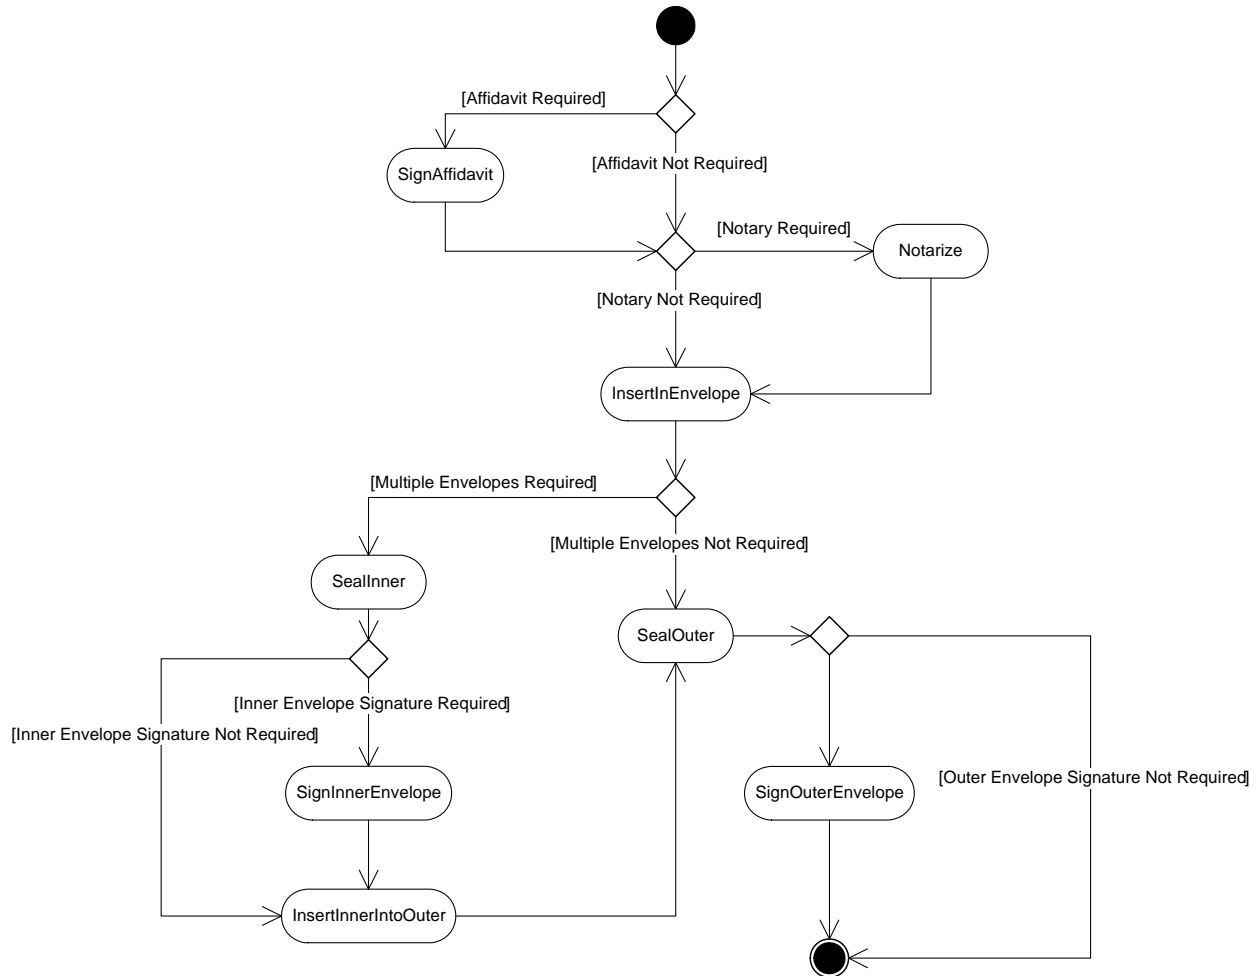 [Affidavit Required]
[Affidavit Not Required]
SignAffidavit
[Notary Required]
Notarize
[Notary Not Required]
InsertInEnvelope
[Multiple Envelopes Required]
[Multiple Envelopes Not Required]
SealInner
SealOuter
[Inner Envelope Signature Required]
[Inner Envelope Signature Not Required]
[Outer Envelope Signature Not Required]
SignInnerEnvelope
SignOuterEnvelope
InsertInnerIntoOuter